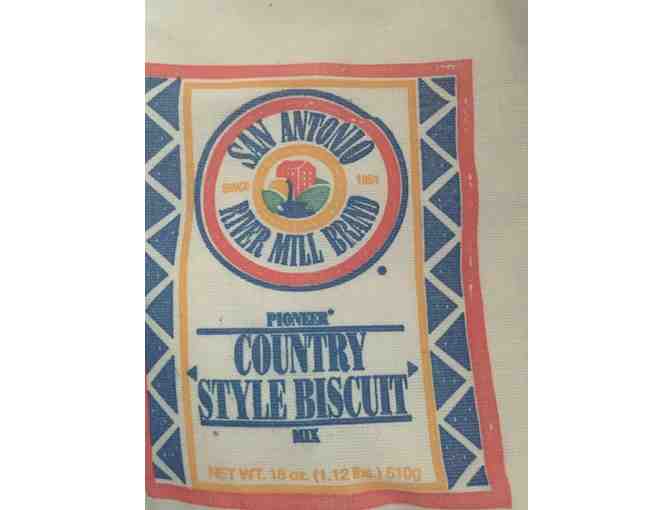 SAN ANTONIO
SINCE 1851
RIVER MILL BRAND
PIONEER®
COUNTRY
STYLE BISCUIT
MIX
NET WT. 18 oz. (1.12 lbs.) 510g